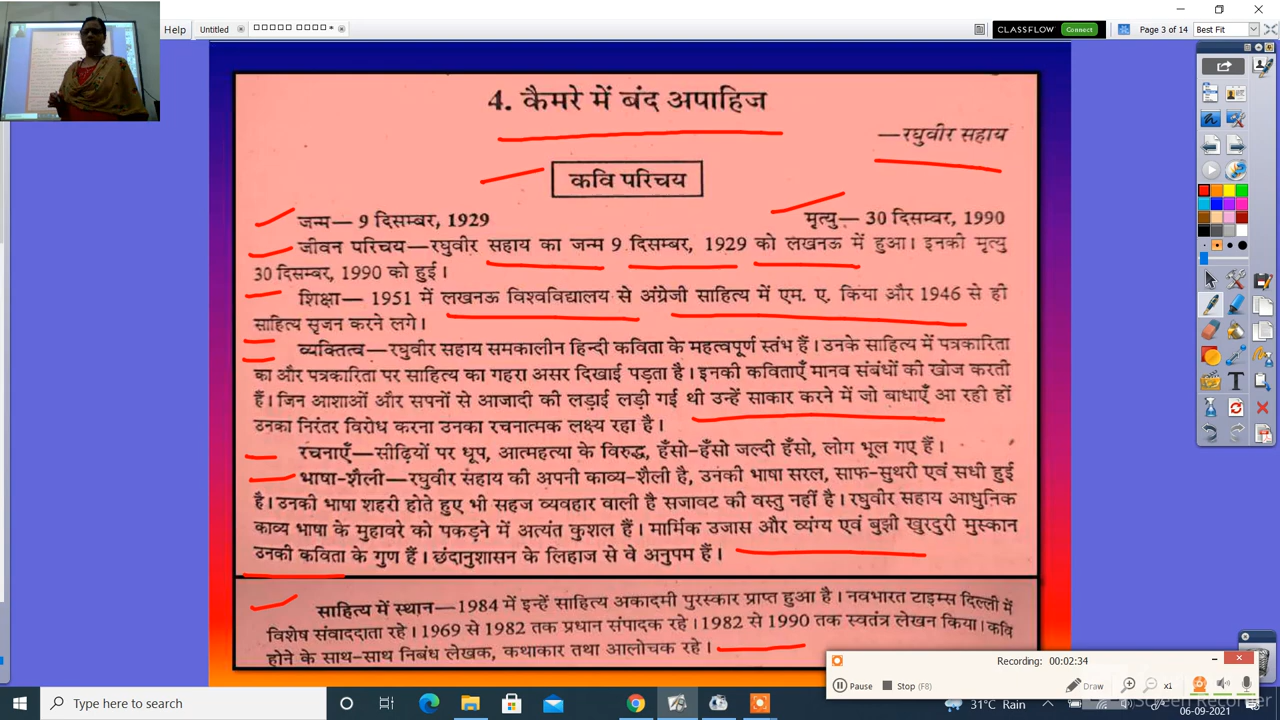 Help
Untitled
CLASSFLOW Connect
Page 3 of 14
Best Fit
4. कैमरे में बंद अपाहिज
—रघुवीर सहाय
कवि परिचय
जन्म— 9 दिसम्बर, 1929 मृत्यु— 30 दिसम्बर, 1990
जीवन परिचय—रघुवीर सहाय का जन्म 9 दिसम्बर, 1929 को लखनऊ में हुआ। इनकी मृत्यु
30 दिसम्बर, 1990 को हुई।
शिक्षा— 1951 में लखनऊ विश्वविद्यालय से अंग्रेजी साहित्य में एम. ए. किया और 1946 से ही
साहित्य सृजन करने लगे।
व्यक्तित्व—रघुवीर सहाय समकालीन हिन्दी कविता के महत्वपूर्ण स्तंभ हैं। उनके साहित्य में पत्रकारिता
का और पत्रकारिता पर साहित्य का गहरा असर दिखाई पड़ता है। इनकी कविताएँ मानव संबंधों की खोज करती
हैं। जिन आशाओं और सपनों से आजादी की लड़ाई लड़ी गई थी उन्हें साकार करने में जो बाधाएँ आ रही हों
उनका निरंतर विरोध करना उनका रचनात्मक लक्ष्य रहा है।
रचनाएँ—सीढ़ियों पर धूप, आत्महत्या के विरुद्ध, हँसो-हँसो जल्दी हँसो, लोग भूल गए हैं।
भाषा-शैली—रघुवीर सहाय की अपनी काव्य-शैली है, उनकी भाषा सरल, साफ-सुथरी एवं सधी हुई
है। उनकी भाषा शहरी होते हुए भी सहज व्यवहार वाली है सजावट की वस्तु नहीं है। रघुवीर सहाय आधुनिक
काव्य भाषा के मुहावरे को पकड़ने में अत्यंत कुशल हैं। मार्मिक उजास और व्यंग्य एवं बुझी खुरदुरी मुस्कान
उनकी कविता के गुण हैं। छंदानुशासन के लिहाज से वे अनुपम हैं।
साहित्य में स्थान—1984 में इन्हें साहित्य अकादमी पुरस्कार प्राप्त हुआ है। नवभारत टाइम्स दिल्ली में
विशेष संवाददाता रहे। 1969 से 1982 तक प्रधान संपादक रहे। 1982 से 1990 तक स्वतंत्र लेखन किया। कवि
होने के साथ-साथ निबंध लेखक, कथाकार तथा आलोचक रहे।
Recording: 00:02:34
Pause Stop (F8) x1 Draw
Screen Recorder
Type here to search
31°C Rain
06-09-2021